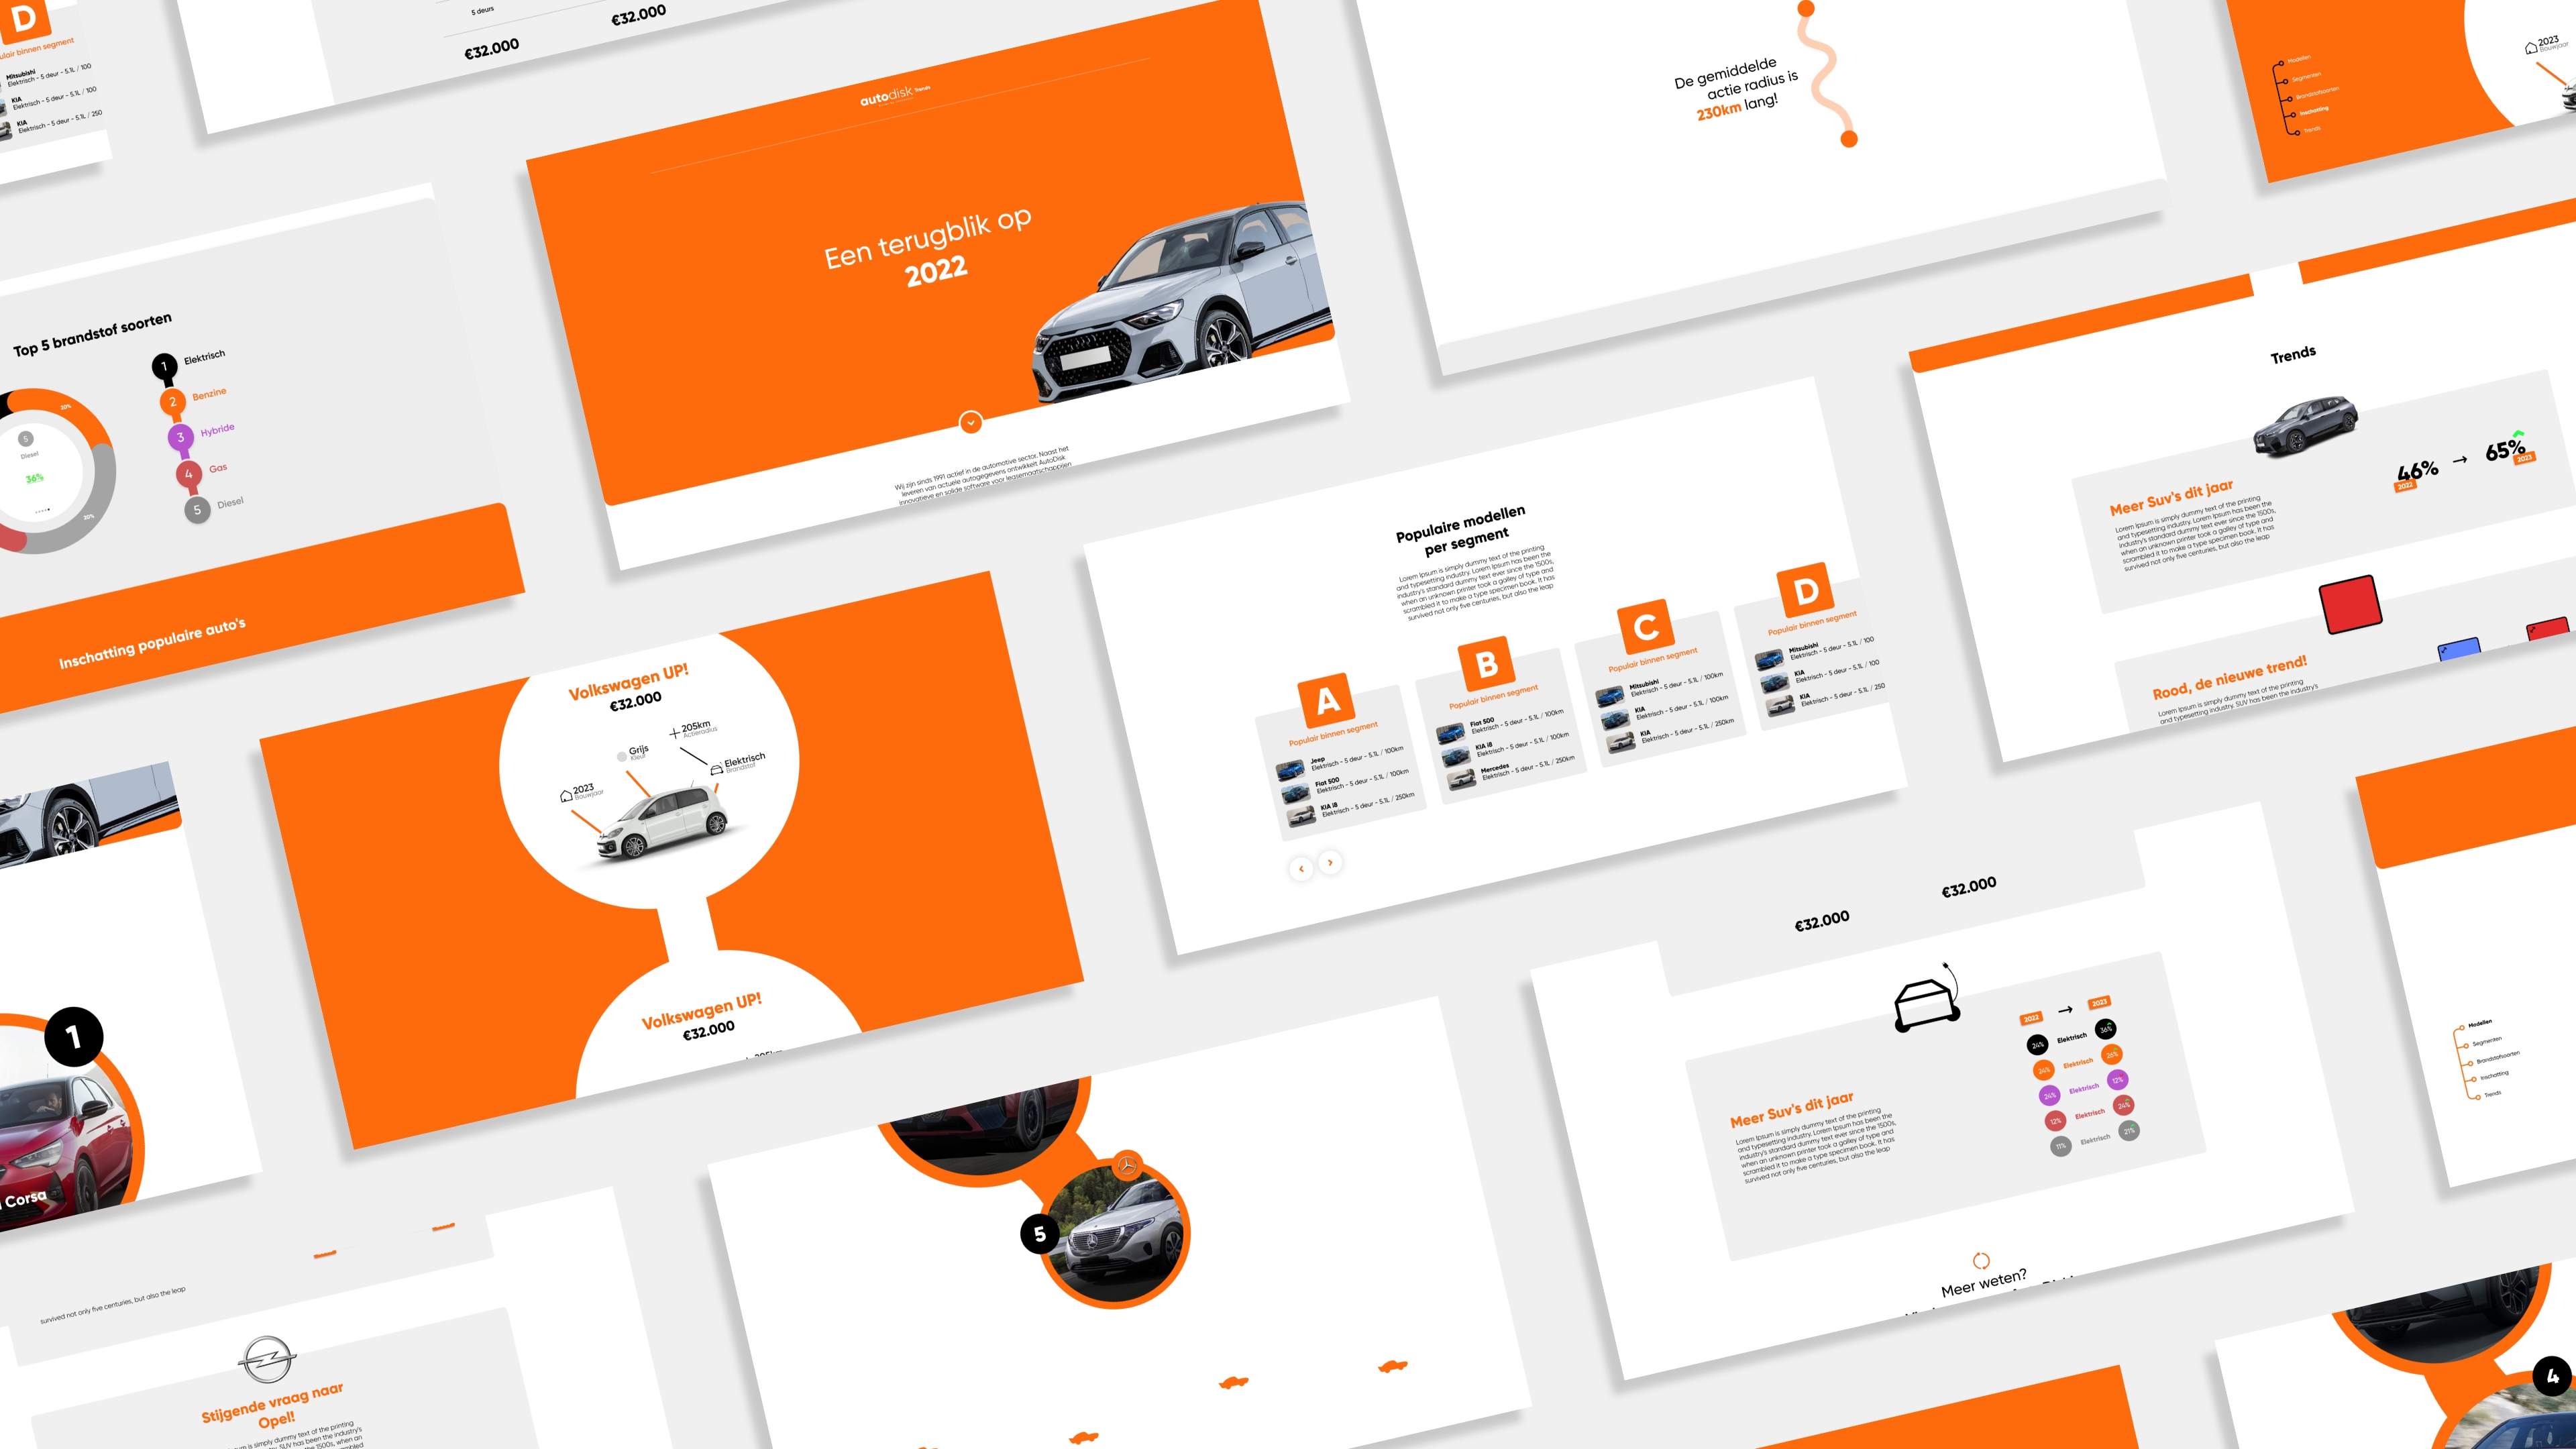 D
binnen segment
Mitsubishi
Elektrisch - 5 deur - 5.1L / 100
KIA
Elektrisch - 5 deur - 5.1L / 100
KIA
Elektrisch - 5 deur - 5.1L / 250
5 deurs
€32.000
€32.000
autodisk Trends
Een terugblik op
2022
Wij zijn sinds 1991 actief in de automotive sector. Naast het
leveren van actuele autogegevens ontwikkelt AutoDisk
innovatieve en solide software voor leasemaatschappijen
De gemiddelde
actie radius is
230km lang!
Modellen
Segmenten
Brandstofsoorten
Inschatting
Trends
2023
Bouwjaar
Top 5 brandstof soorten
20%
5
Diesel
36%
20%
1 Elektrisch
2 Benzine
3 Hybride
4 Gas
5 Diesel
Inschatting populaire auto's
Trends
Meer Suv's dit jaar
Lorem Ipsum is simply dummy text of the printing
and typesetting industry. Lorem Ipsum has been the
industry's standard dummy text ever since the 1500s,
when an unknown printer took a galley of type and
scrambled it to make a type specimen book. It has
survived not only five centuries, but also the leap
46% → 65%
2022
2023
Rood, de nieuwe trend!
Lorem Ipsum is simply dummy text of the printing
and typesetting industry. SUV has been the industry's
Populaire modellen
per segment
Lorem Ipsum is simply dummy text of the printing
and typesetting industry. Lorem Ipsum has been the
industry's standard dummy text ever since the 1500s,
when an unknown printer took a galley of type and
scrambled it to make a type specimen book. It has
survived not only five centuries, but also the leap
A
Populair binnen segment
Jeep
Elektrisch - 5 deur - 5.1L / 100km
Fiat 500
Elektrisch - 5 deur - 5.1L / 100km
KIA i8
Elektrisch - 5 deur - 5.1L / 250km
B
Populair binnen segment
Fiat 500
Elektrisch - 5 deur - 5.1L / 100km
KIA i8
Elektrisch - 5 deur - 5.1L / 100km
Mercedes
Elektrisch - 5 deur - 5.1L / 250km
C
Populair binnen segment
Mitsubishi
Elektrisch - 5 deur - 5.1L / 100km
KIA
Elektrisch - 5 deur - 5.1L / 100km
KIA
Elektrisch - 5 deur - 5.1L / 250km
D
Populair binnen segment
Mitsubishi
Elektrisch - 5 deur - 5.1L / 100
KIA
Elektrisch - 5 deur - 5.1L / 100
KIA
Elektrisch - 5 deur - 5.1L / 250
Volkswagen UP!
€32.000
205km
Actieradius
Grijs
Kleur
Elektrisch
Brandstof
2023
Bouwjaar
Volkswagen UP!
€32.000
1
Corsa
5
€32.000
€32.000
Meer Suv's dit jaar
Lorem Ipsum is simply dummy text of the printing
and typesetting industry. Lorem Ipsum has been the
industry's standard dummy text ever since the 1500s,
when an unknown printer took a galley of type and
scrambled it to make a type specimen book. It has
survived not only five centuries, but also the leap
2022 → 2023
24% Elektrisch 36%
24% Elektrisch 26%
24% Elektrisch 12%
12% Elektrisch 24%
11% Elektrisch 21%
Meer weten?
Modellen
Segmenten
Brandstofsoorten
Inschatting
Trends
survived not only five centuries, but also the leap
Stijgende vraag naar
Opel!
is simply dummy text of the printing
SUV has been the industry's
the 1500s, when an
4